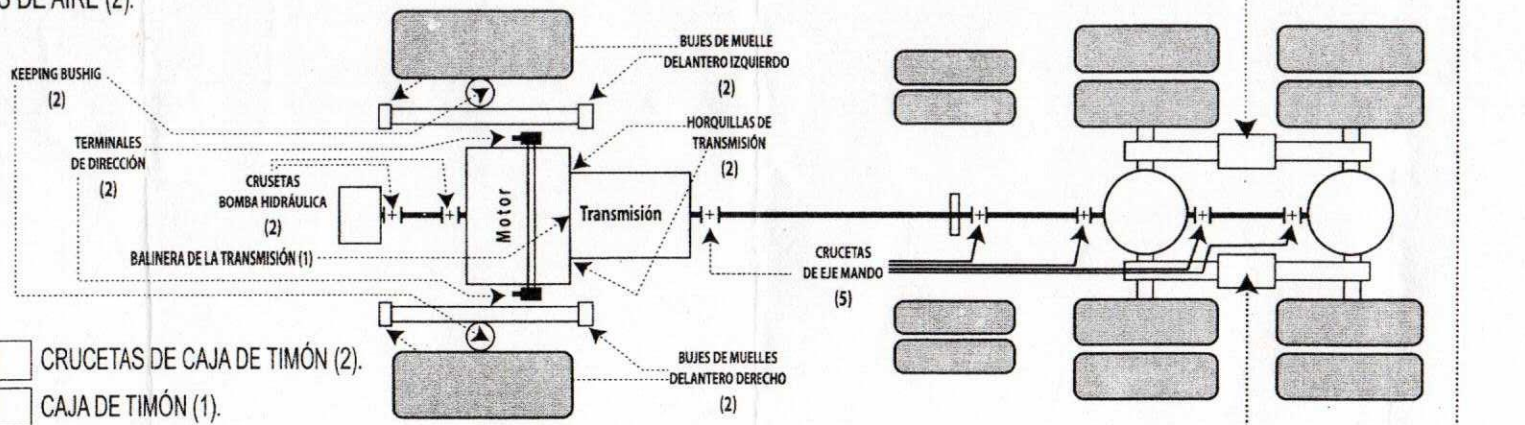 S DE AIRE (2).
KEEPING BUSHIG
(2)
TERMINALES
DE DIRECCIÓN
(2)
CRUSETAS
BOMBA HIDRÁULICA
(2)
BALINERA DE LA TRANSMISIÓN (1)
Motor
Transmisión
BUJES DE MUELLE
DELANTERO IZQUIERDO
(2)
HORQUILLAS DE
TRANSMISIÓN
(2)
CRUCETAS
DE EJE MANDO
(5)
BUJES DE MUELLES
DELANTERO DERECHO
(2)
CRUCETAS DE CAJA DE TIMÓN (2).
CAJA DE TIMÓN (1).